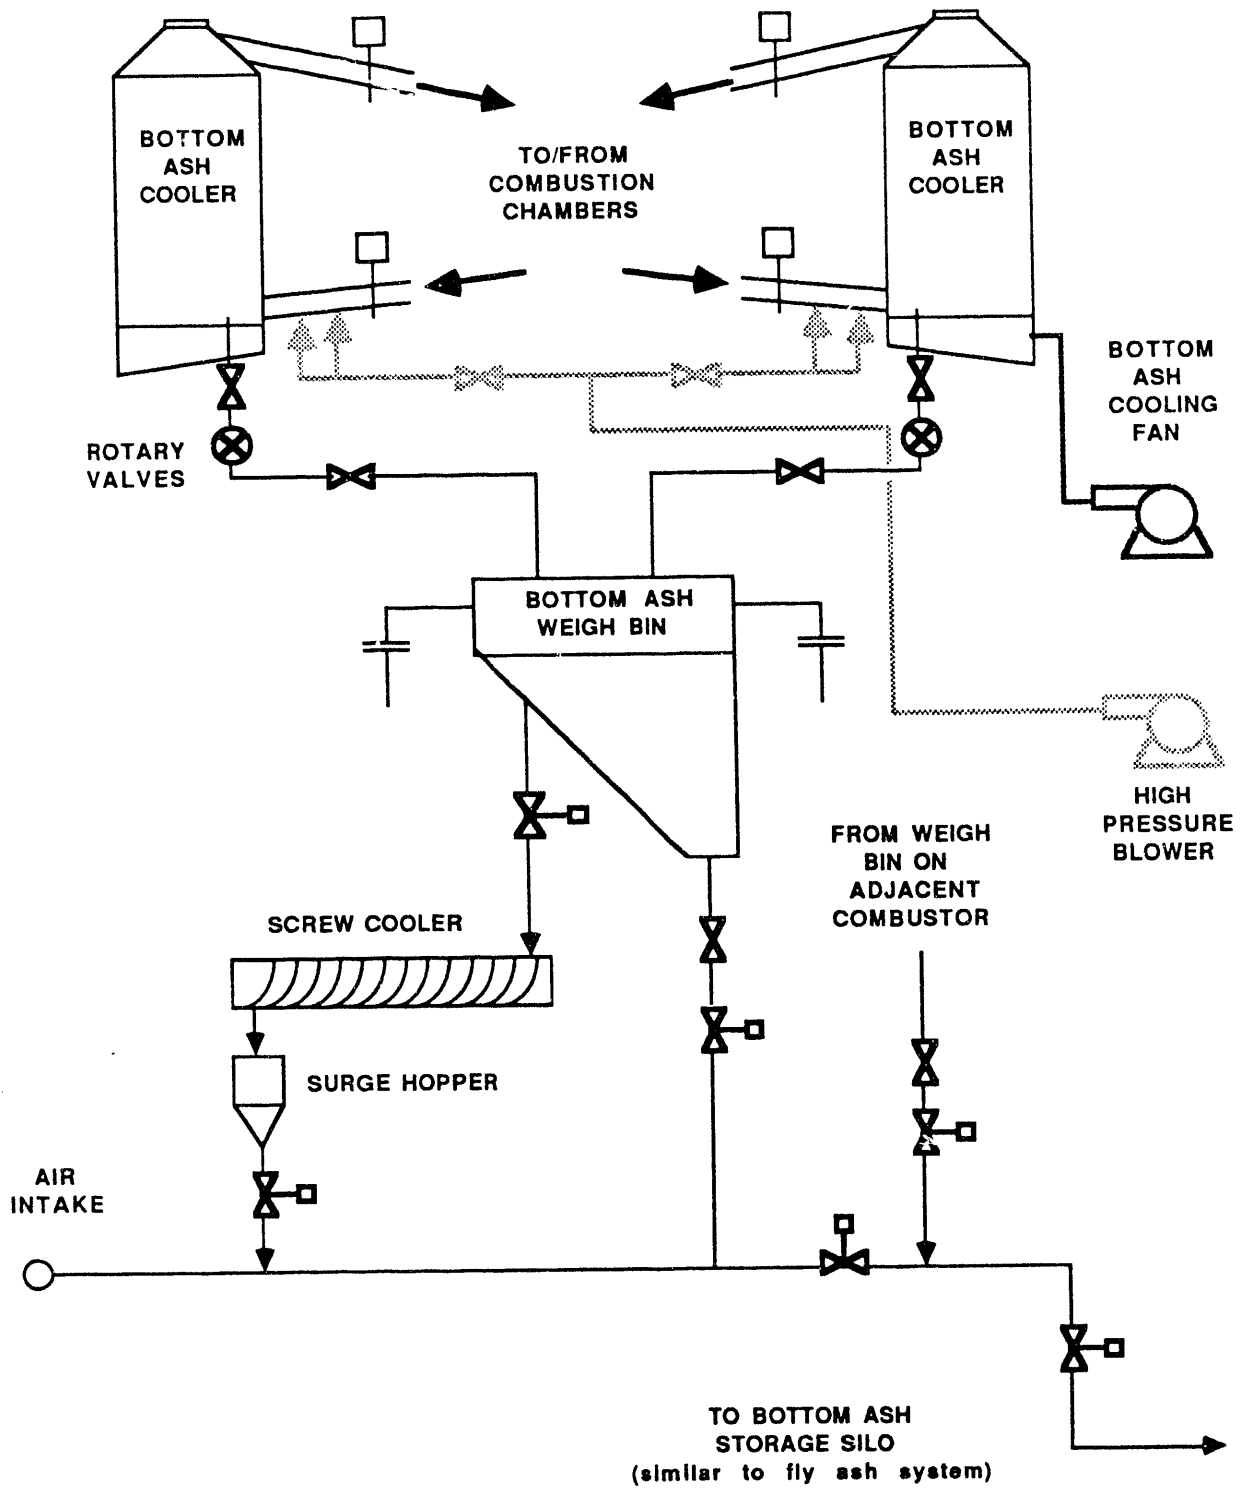 BOTTOM
ASH
COOLER
BOTTOM
ASH
COOLER
TO/FROM
COMBUSTION
CHAMBERS
BOTTOM
ASH
COOLING
FAN
ROTARY
VALVES
BOTTOM ASH
WEIGH BIN
HIGH
PRESSURE
BLOWER
FROM WEIGH
BIN ON
ADJACENT
COMBUSTOR
SCREW COOLER
SURGE HOPPER
AIR
INTAKE
TO BOTTOM ASH
STORAGE SILO
(similar to fly ash system)